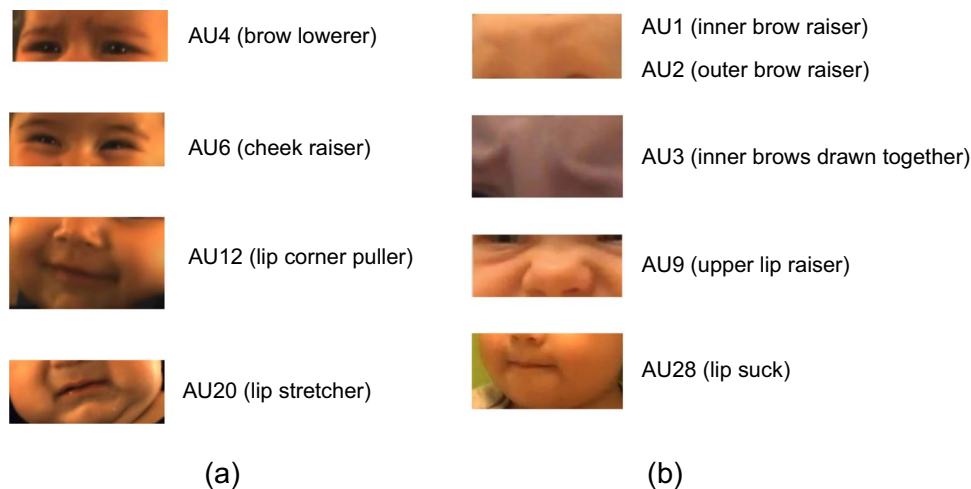 AU4 (brow lowerer)
AU6 (cheek raiser)
AU12 (lip corner puller)
AU20 (lip stretcher)
(a)
AU1 (inner brow raiser)
AU2 (outer brow raiser)
AU3 (inner brows drawn together)
AU9 (upper lip raiser)
AU28 (lip suck)
(b)